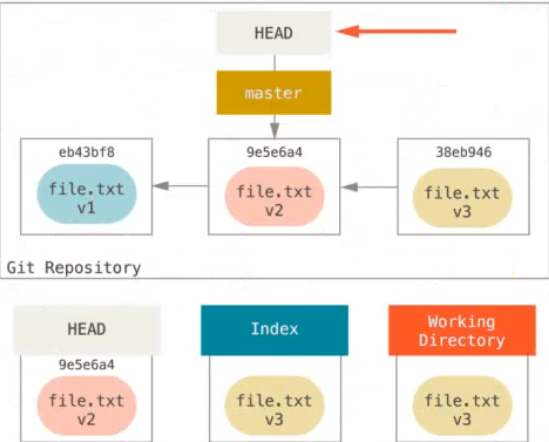 HEAD
master
eb43bf8
file.txt
v1
9e5e6a4
file.txt
v2
38eb946
file.txt
v3
Git Repository
HEAD
9e5e6a4
file.txt
v2
Index
file.txt
v3
Working
Directory
file.txt
v3